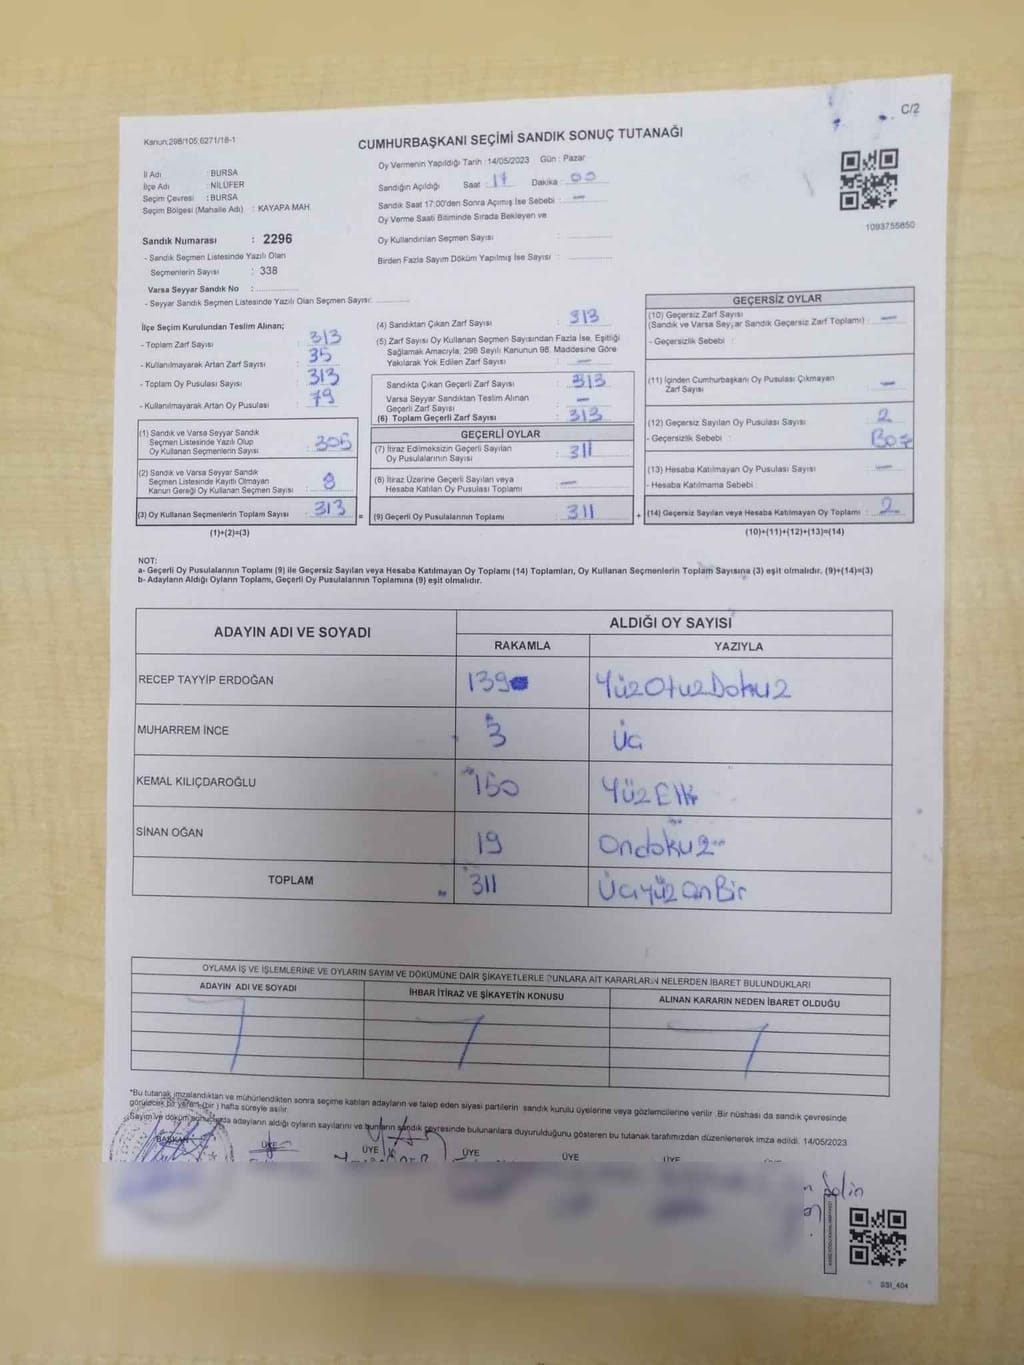 C/2
Kanun:298/105,6271/18-1
CUMHURBAŞKANI SEÇİMİ SANDIK SONUÇ TUTANAĞI
İl Adı : BURSA
İlçe Adı : NİLÜFER
Seçim Çevresi : BURSA
Seçim Bölgesi (Mahalle Adı) : KAYAPA MAH.
Sandık Numarası : 2296
- Sandık Seçmen Listesinde Yazılı Olan
Seçmenlerin Sayısı : 338
Varsa Seyyar Sandık No :
- Seyyar Sandık Seçmen Listesinde Yazılı Olan Seçmen Sayısı:
Oy Vermenin Yapıldığı Tarih : 14/05/2023 Gün : Pazar
Sandığın Açıldığı Saat : 17 Dakika : 00
Sandık Saat 17:00'den Sonra Açılmış İse Sebebi : —
Oy Verme Saati Bitiminde Sırada Bekleyen ve
Oy Kullandırılan Seçmen Sayısı :
Birden Fazla Sayım Döküm Yapılmış İse Sayısı :
1093755650
İlçe Seçim Kurulundan Teslim Alınan;
- Toplam Zarf Sayısı : 313
- Kullanılmayarak Artan Zarf Sayısı : 35
- Toplam Oy Pusulası Sayısı : 313
- Kullanılmayarak Artan Oy Pusulası : 79
(1) Sandık ve Varsa Seyyar Sandık
Seçmen Listesinde Yazılı Olup
Oy Kullanan Seçmenlerin Sayısı : 305
(2) Sandık ve Varsa Seyyar Sandık
Seçmen Listesinde Kayıtlı Olmayan
Kanun Gereği Oy Kullanan Seçmen Sayısı : 8
(3) Oy Kullanan Seçmenlerin Toplam Sayısı : 313 =
(1)+(2)=(3)
(4) Sandıktan Çıkan Zarf Sayısı : 313
(5) Zarf Sayısı Oy Kullanan Seçmen Sayısından Fazla İse, Eşitliği
Sağlamak Amacıyla, 298 Sayılı Kanunun 98. Maddesine Göre
Yakılarak Yok Edilen Zarf Sayısı : —
Sandıkta Çıkan Geçerli Zarf Sayısı : 313
Varsa Seyyar Sandıktan Teslim Alınan
Geçerli Zarf Sayısı : —
(6) Toplam Geçerli Zarf Sayısı : 313
GEÇERLİ OYLAR
(7) İtiraz Edilmeksizin Geçerli Sayılan
Oy Pusulalarının Sayısı : 311
(8) İtiraz Üzerine Geçerli Sayılan veya
Hesaba Katılan Oy Pusulası Toplamı : —
(9) Geçerli Oy Pusulalarının Toplamı : 311 +
GEÇERSİZ OYLAR
(10) Geçersiz Zarf Sayısı
(Sandık ve Varsa Seyyar Sandık Geçersiz Zarf Toplamı) : —
- Geçersizlik Sebebi :
(11) İçinden Cumhurbaşkanı Oy Pusulası Çıkmayan
Zarf Sayısı : —
(12) Geçersiz Sayılan Oy Pusulası Sayısı : 2
- Geçersizlik Sebebi :
(13) Hesaba Katılmayan Oy Pusulası Sayısı : —
- Hesaba Katılmama Sebebi :
(14) Geçersiz Sayılan veya Hesaba Katılmayan Oy Toplamı : 2
(10)+(11)+(12)+(13)=(14)
NOT:
a- Geçerli Oy Pusulalarının Toplamı (9) ile Geçersiz Sayılan veya Hesaba Katılmayan Oy Toplamı (14) Toplamları, Oy Kullanan Seçmenlerin Toplam Sayısına (3) eşit olmalıdır. (9)+(14)=(3)
b- Adayların Aldığı Oyların Toplamı, Geçerli Oy Pusulalarının Toplamına (9) eşit olmalıdır.
ADAYIN ADI VE SOYADI
ALDIĞI OY SAYISI
RAKAMLA YAZIYLA
RECEP TAYYİP ERDOĞAN 139 YüzOtuzDokuz
MUHARREM İNCE 3 Üç
KEMAL KILIÇDAROĞLU 150 YüzElli
SİNAN OĞAN 19 Ondokuz
TOPLAM 311 ÜçyüzOnBir
OYLAMA İŞ VE İŞLEMLERİNE VE OYLARIN SAYIM VE DÖKÜMÜNE DAİR ŞİKAYETLERLE BUNLARA AİT KARARLARIN NELERDEN İBARET BULUNDUKLARI
ADAYIN ADI VE SOYADI
İHBAR İTİRAZ VE ŞİKAYETİN KONUSU
ALINAN KARARIN NEDEN İBARET OLDUĞU
*Bu tutanak imzalandıktan ve mühürlendikten sonra seçime katılan adayların ve talep eden siyasi partilerin sandık kurulu üyelerine veya gözlemcilerine verilir. Bir nüshası da sandık çevresinde
görülecek bir yere (bir) hafta süreyle asılır.
Sayım ve döküm sonucunda adayların aldığı oyların sayılarını ve bunların sandık çevresinde bulunanlara duyurulduğunu gösteren bu tutanak tarafımızdan düzenlenerek imza edildi. 14/05/2023
BAŞKAN ÜYE ÜYE ÜYE ÜYE ÜYE
SSI_404